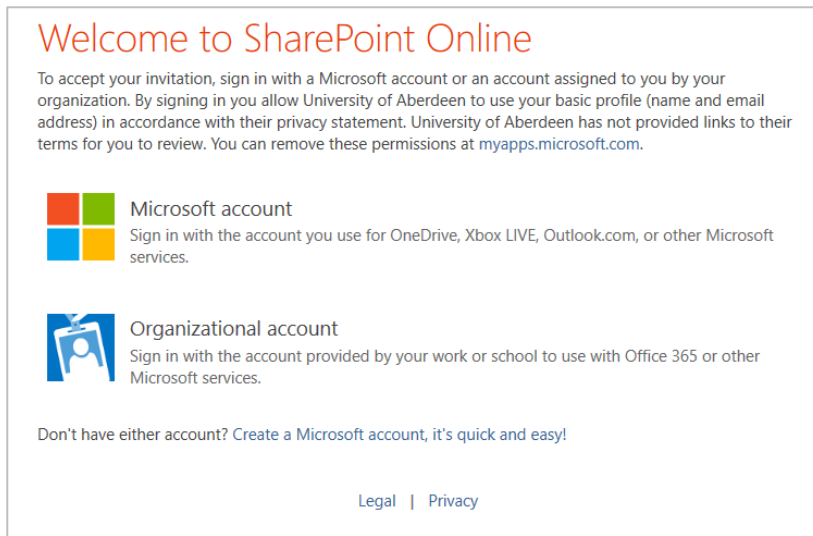 Welcome to SharePoint Online
To accept your invitation, sign in with a Microsoft account or an account assigned to you by your
organization. By signing in you allow University of Aberdeen to use your basic profile (name and email
address) in accordance with their privacy statement. University of Aberdeen has not provided links to their
terms for you to review. You can remove these permissions at myapps.microsoft.com.
Microsoft account
Sign in with the account you use for OneDrive, Xbox LIVE, Outlook.com, or other Microsoft
services.
Organizational account
Sign in with the account provided by your work or school to use with Office 365 or other
Microsoft services.
Don't have either account? Create a Microsoft account, it's quick and easy!
Legal | Privacy